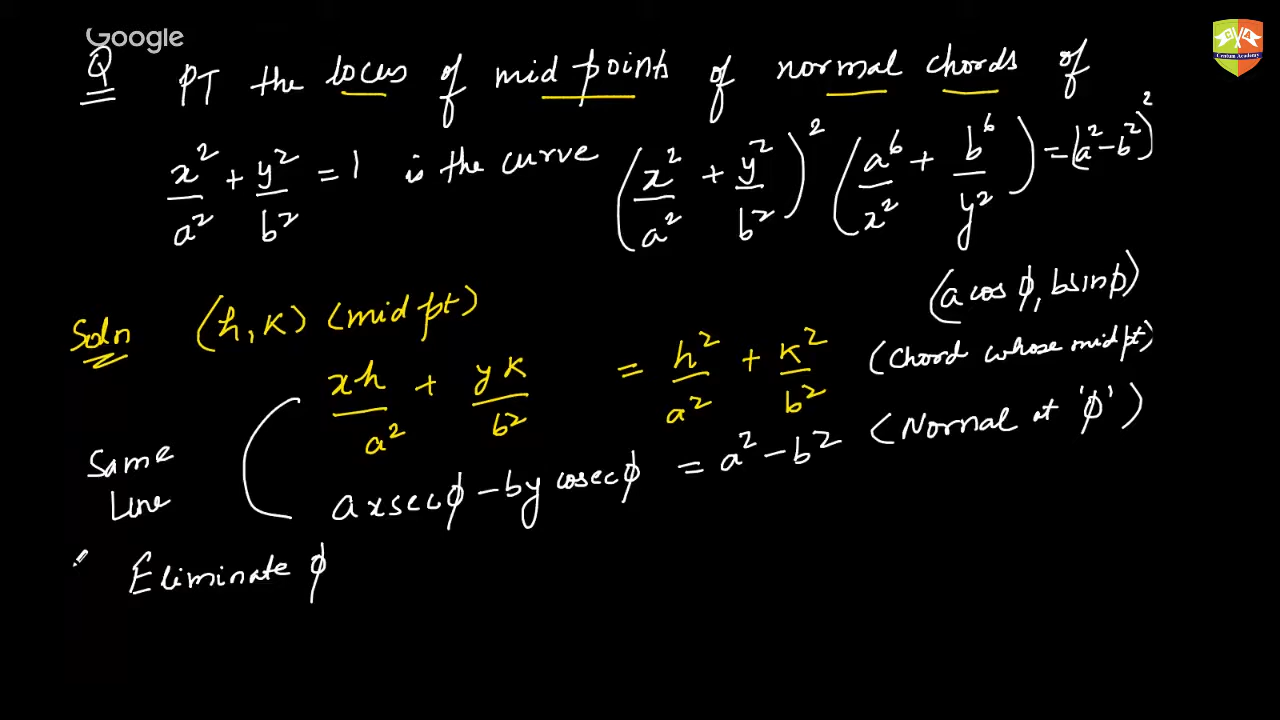 Google
Q PT the locus of mid points of normal chords of
x²/a² + y²/b² = 1 is the curve (x²/a² + y²/b²)² (a⁶/x² + b⁶/y²) = (a² - b²)²
(a cos ϕ, b sin ϕ)
Soln (h, k) (mid pt)
xh/a² + yk/b² = h²/a² + k²/b² (Chord whose mid pt)
Same Line
ax sec ϕ - by cosec ϕ = a² - b² (Normal at 'ϕ')
Eliminate ϕ